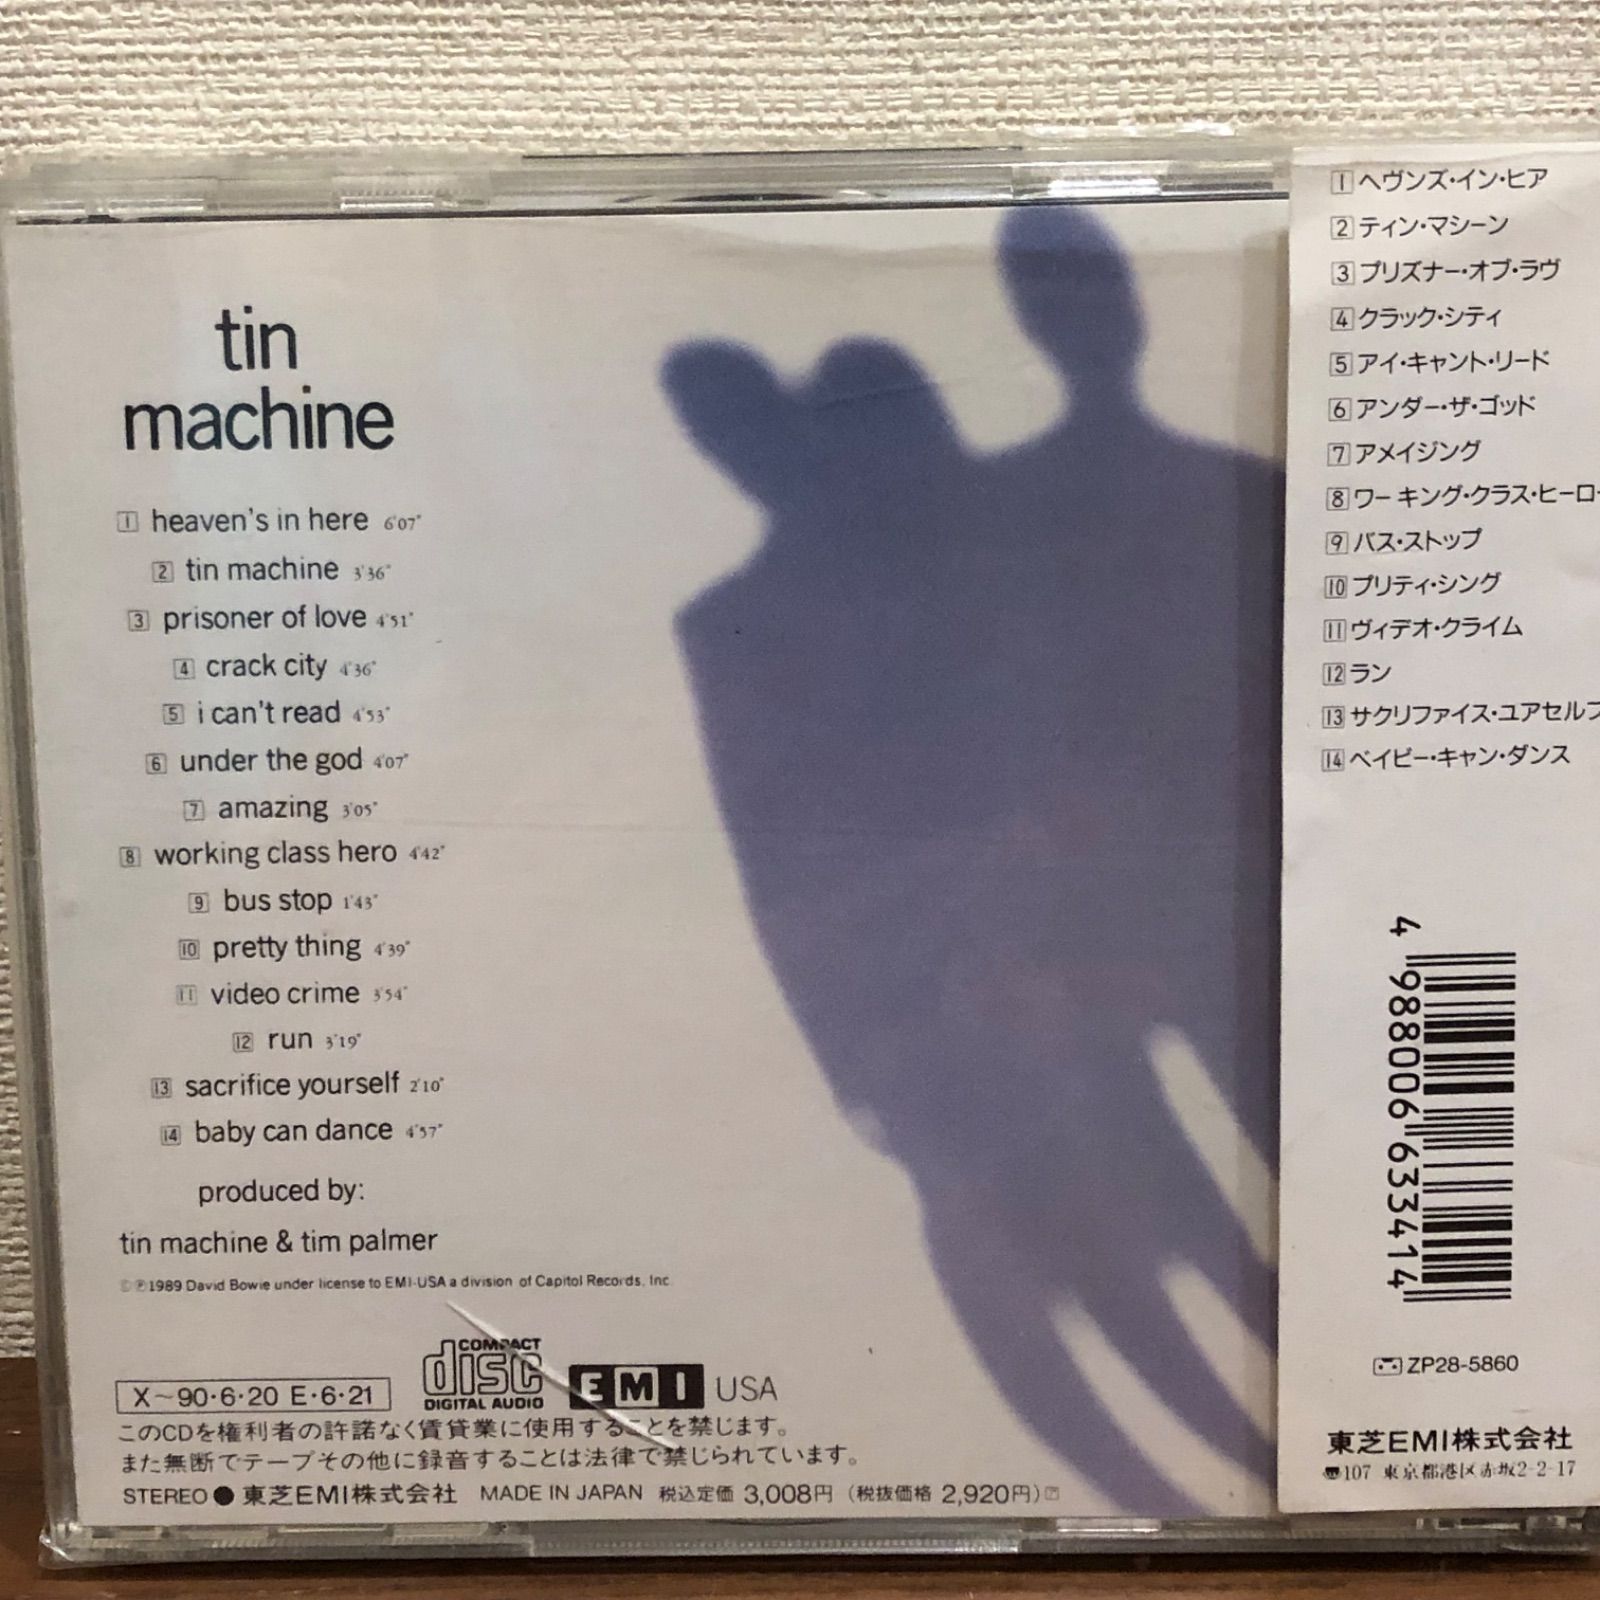 tin
machine
1 heaven's in here 6'07"
2 tin machine 3'36"
3 prisoner of love 4'51"
4 crack city 4'36"
5 i can't read 4'53"
6 under the god 4'07"
7 amazing 3'05"
8 working class hero 4'42"
9 bus stop 1'43"
10 pretty thing 4'39"
11 video crime 3'54"
12 run 3'19"
13 sacrifice yourself 2'10"
14 baby can dance 4'57"
produced by:
tin machine & tim palmer
©℗1989 David Bowie under license to EMI-USA a division of Capitol Records, Inc.
X~90・6・20 E・6・21
COMPACT
disc
DIGITAL AUDIO
EMI USA
このCDを権利者の許諾なく賃貸業に使用することを禁じます。
また無断でテープその他に録音することは法律で禁じられています。
STEREO ● 東芝EMI株式会社 MADE IN JAPAN 税込定価 3,008円 (税抜価格 2,920円)
1 ヘヴンズ・イン・ヒア
2 ティン・マシーン
3 プリズナー・オブ・ラヴ
4 クラック・シティ
5 アイ・キャント・リード
6 アンダー・ザ・ゴッド
7 アメイジング
8 ワーキング・クラス・ヒーロー
9 バス・ストップ
10 プリティ・シング
11 ヴィデオ・クライム
12 ラン
13 サクリファイス・ユアセルフ
14 ベイビー・キャン・ダンス
4 988006 633414
ZP28-5860
東芝EMI株式会社
107 東京都港区赤坂2-2-17